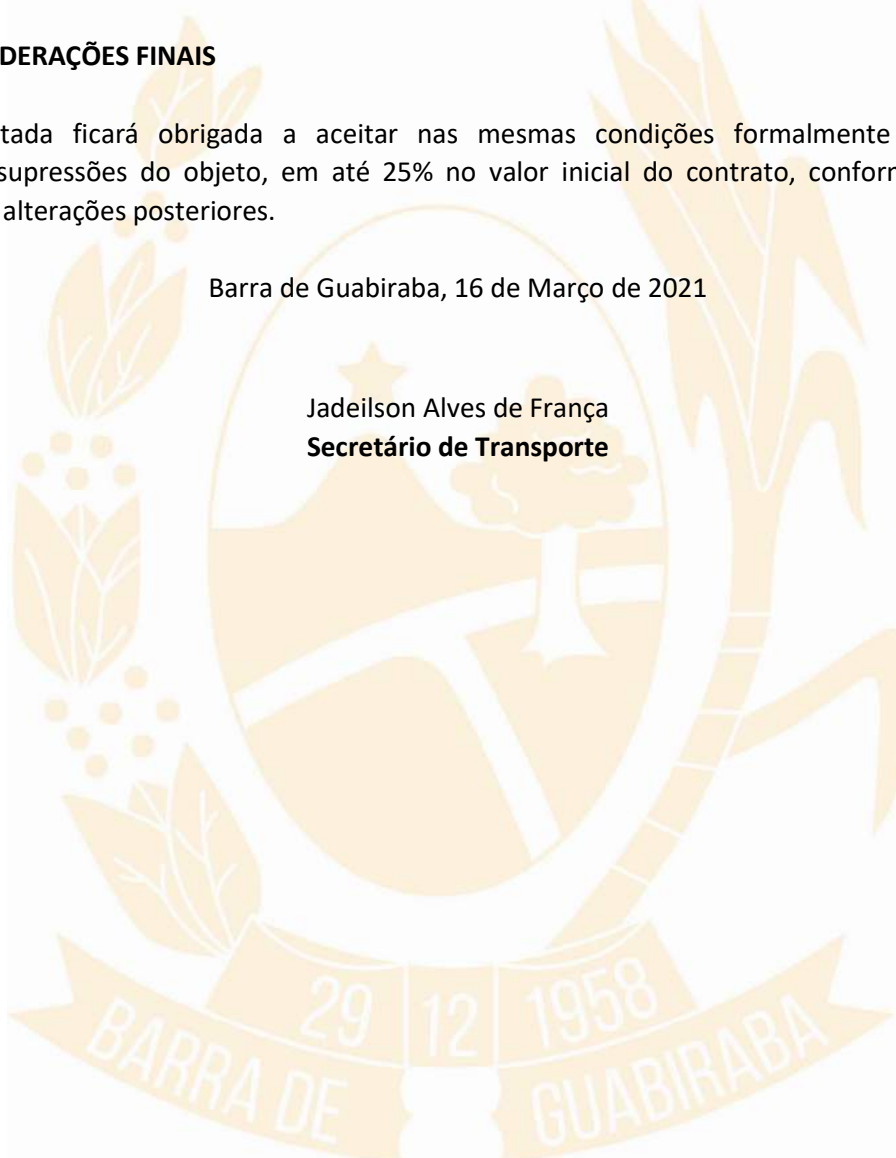 DERAÇÕES FINAIS
tada ficará obrigada a aceitar nas mesmas condições formalmente
supressões do objeto, em até 25% no valor inicial do contrato, conforn
alterações posteriores.
Barra de Guabiraba, 16 de Março de 2021
Jadeilson Alves de França
Secretário de Transporte
29 12 1958
BARRA DE GUABIRABA